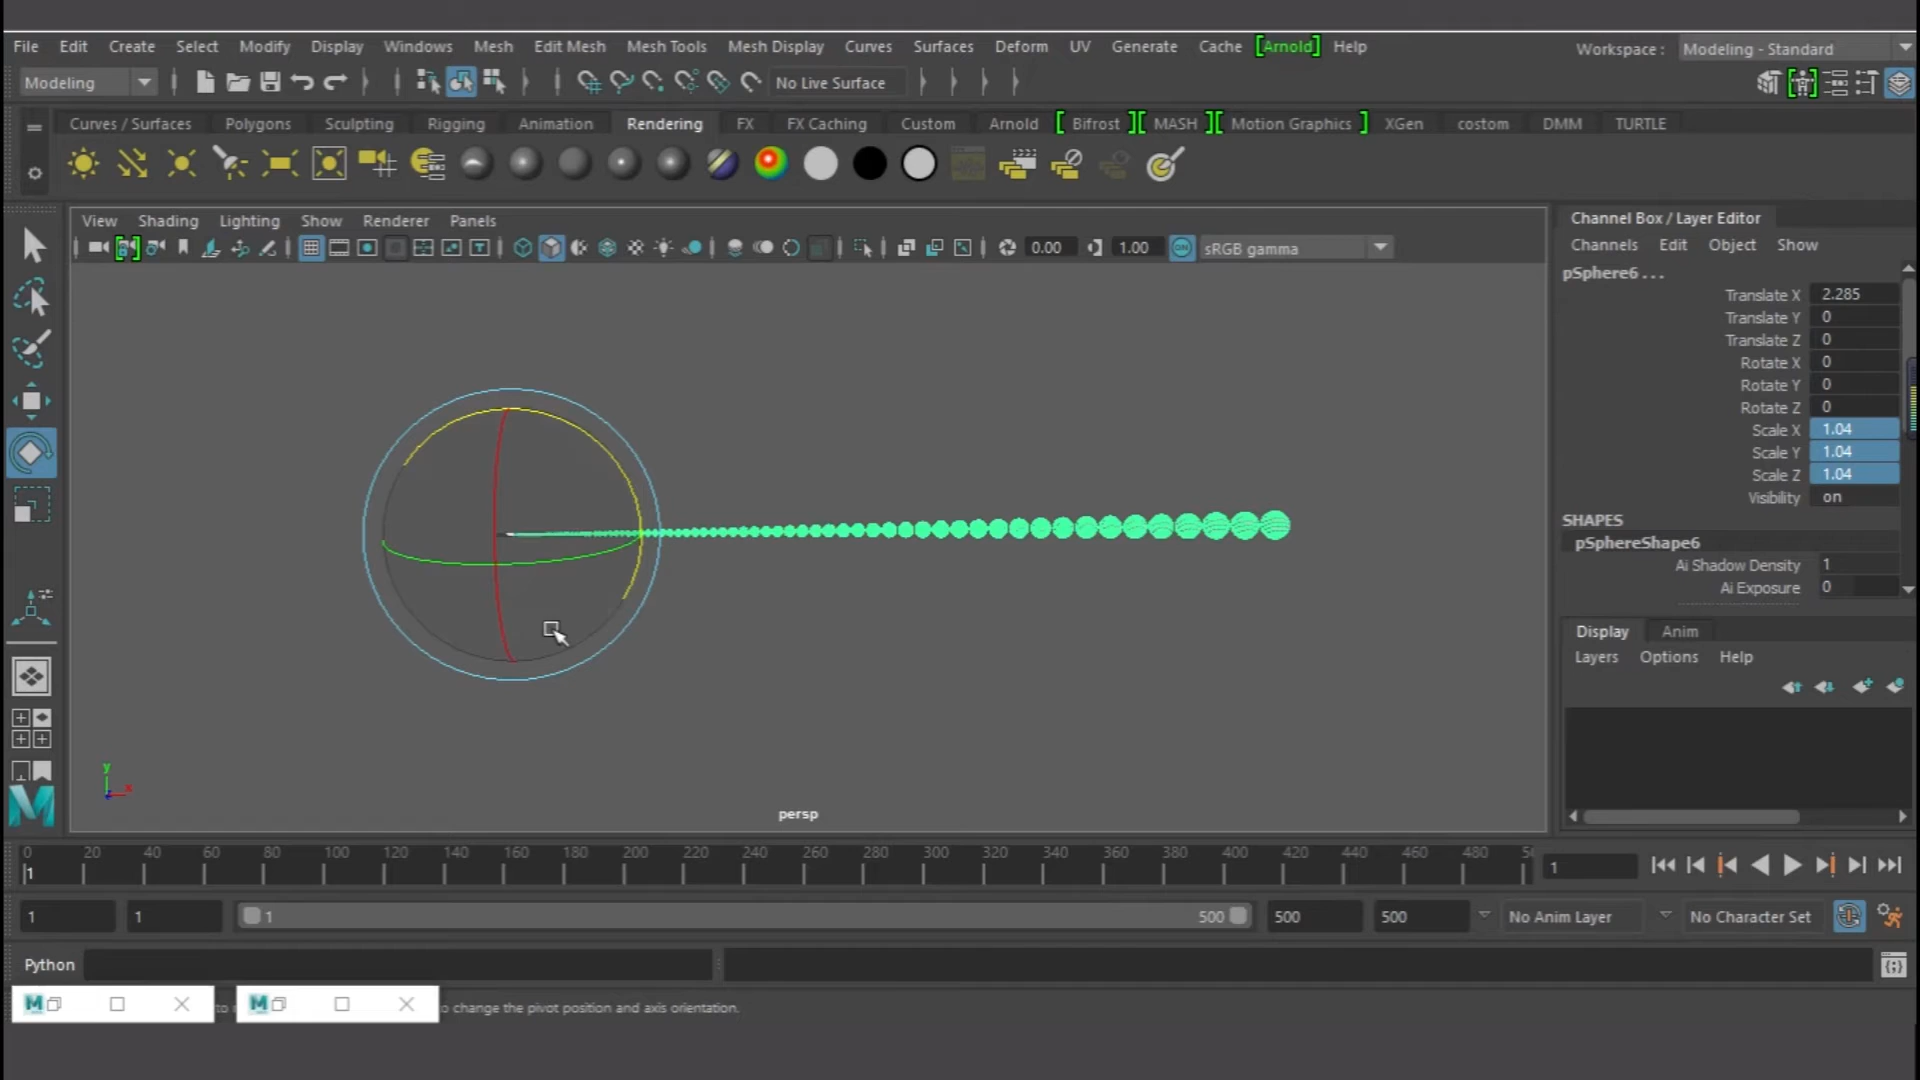 File Edit Create Select Modify Display Windows Mesh Edit Mesh Mesh Tools Mesh Display Curves Surfaces Deform UV Generate Cache [Arnold] Help Workspace : Modeling - Standard
Modeling No Live Surface
Curves / Surfaces Polygons Sculpting Rigging Animation Rendering FX FX Caching Custom Arnold [ Bifrost ][ MASH ][ Motion Graphics ] XGen costom DMM TURTLE
View Shading Lighting Show Renderer Panels
0.00 1.00 ON sRGB gamma
Channel Box / Layer Editor
Channels Edit Object Show
pSphere6 . . .
Translate X 2.285
Translate Y 0
Translate Z 0
Rotate X 0
Rotate Y 0
Rotate Z 0
Scale X 1.04
Scale Y 1.04
Scale Z 1.04
Visibility on
SHAPES
pSphereShape6
Ai Shadow Density 1
Ai Exposure 0
Display Anim
Layers Options Help
y
x
persp
M
0 20 40 60 80 100 120 140 160 180 200 220 240 260 280 300 320 340 360 380 400 420 440 460 480
1 1
1 1 1 500 500 500 No Anim Layer No Character Set
Python
M M to change the pivot position and axis orientation.